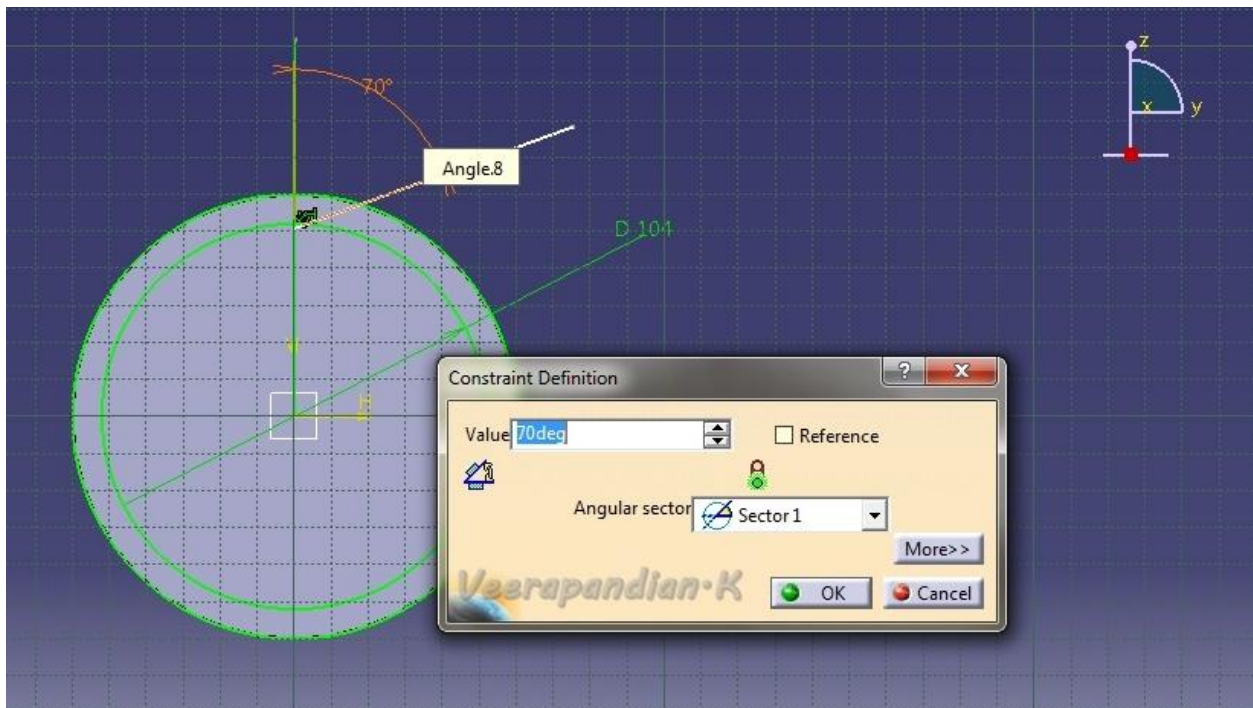 z
70°
x y
Angle.8
D 104
V
H
Constraint Definition
Value 70deg
Reference
Angular sector Sector 1
More>>
Veerapandian·K
OK Cancel